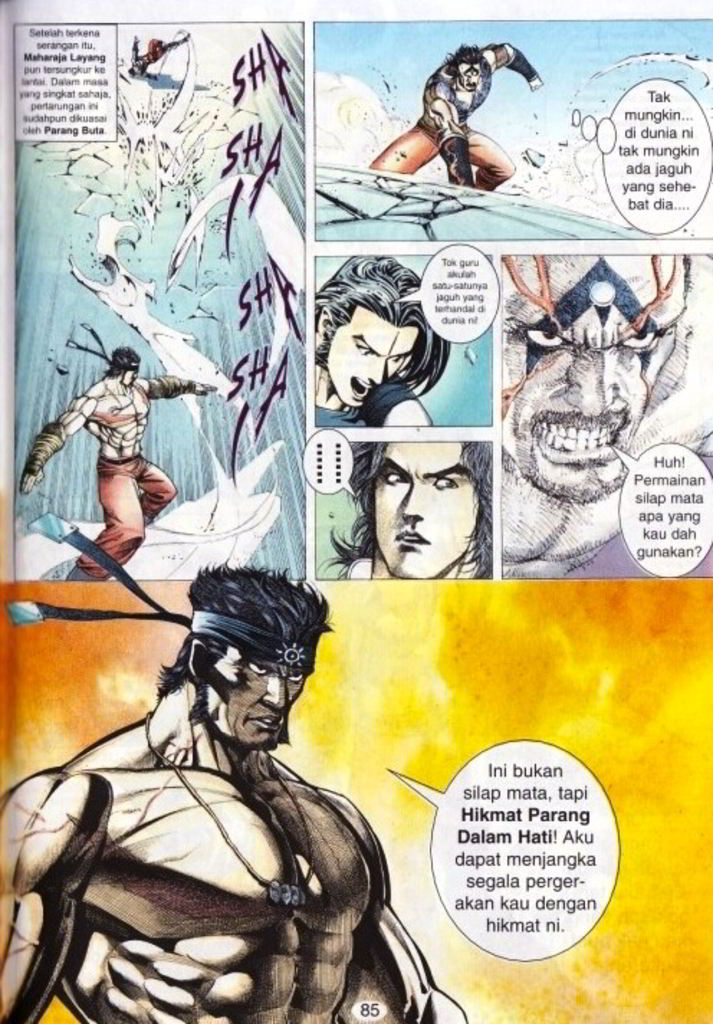 Setelah terkena
serangan itu,
Maharaja Layang
pun tersungkur ke
lantai. Dalam masa
yang singkat sahaja,
pertarungan ini
sudahpun dikuasai
oleh Parang Buta.
SHA
SHA
SHA
SHA
Tak
mungkin...
di dunia ni
tak mungkin
ada jaguh
yang sehe-
bat dia....
Tok guru
akulah
satu-satunya
jaguh yang
terhandal di
dunia ni!
Huh!
Permainan
silap mata
apa yang
kau dah
gunakan?
Ini bukan
silap mata, tapi
Hikmat Parang
Dalam Hati! Aku
dapat menjangka
segala perger-
akan kau dengan
hikmat ni.
85